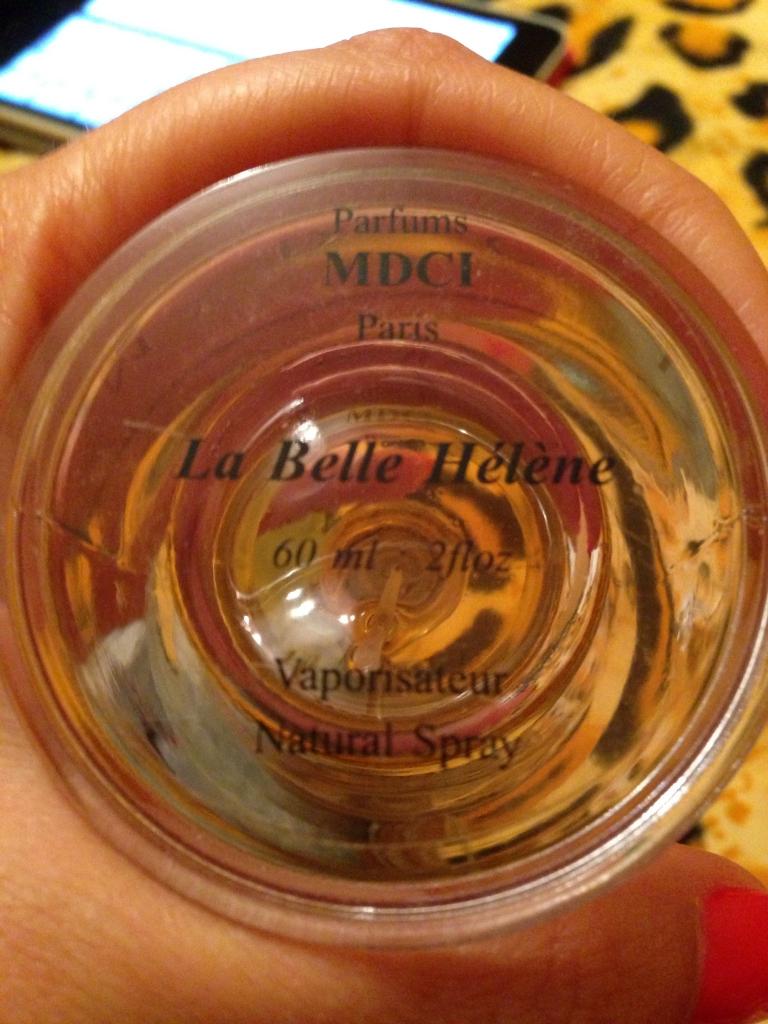 Parfums
MDCI
Paris
La Belle Hélène
60 ml · 2floz
Vaporisateur
Natural Spray